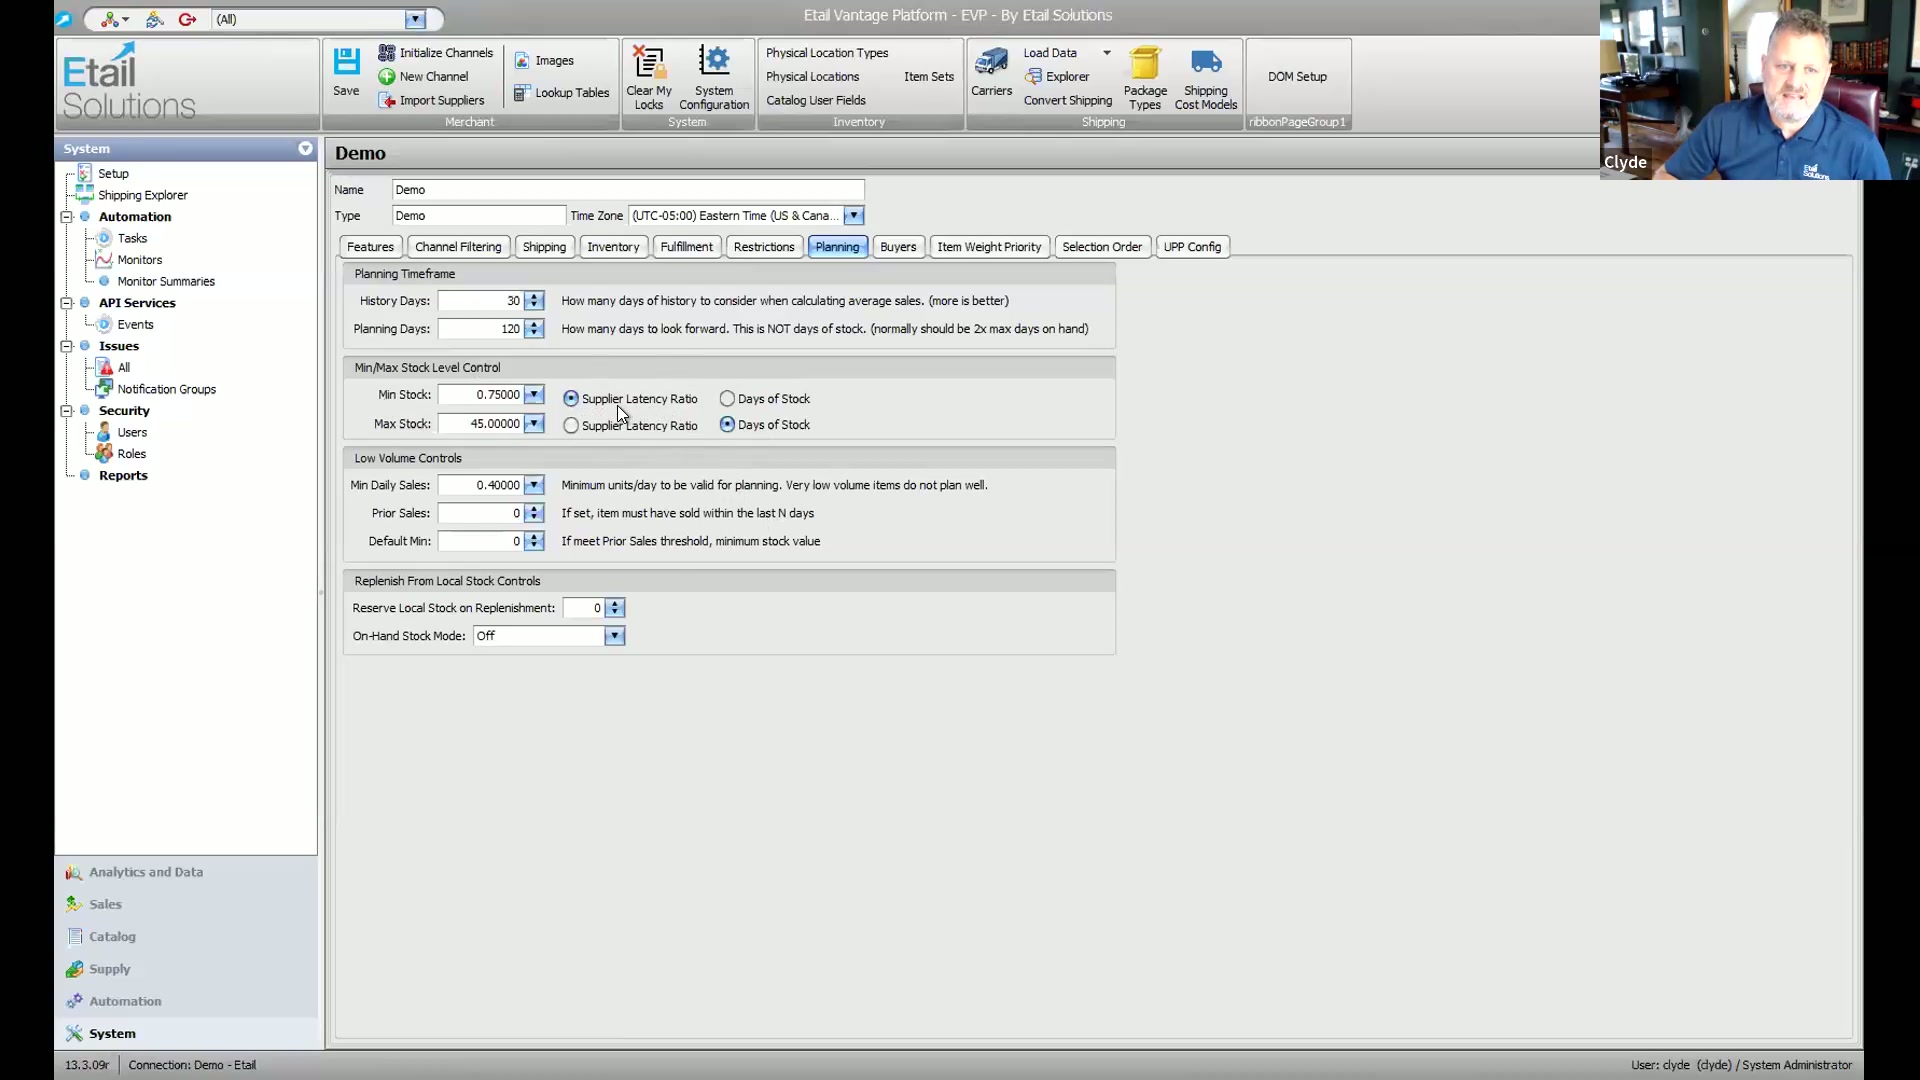 (All)
Etail Vantage Platform - EVP - By Etail Solutions
Etail
Solutions
Save
Initialize Channels
New Channel
Import Suppliers
Images
Lookup Tables
Merchant
Clear My
Locks
System
Configuration
System
Physical Location Types
Physical Locations
Catalog User Fields
Item Sets
Inventory
Carriers
Load Data
Explorer
Convert Shipping
Package
Types
Shipping
Cost Models
Shipping
DOM Setup
ribbonPageGroup1
Clyde
Etail
Solutions
System
Setup
Shipping Explorer
Automation
Tasks
Monitors
Monitor Summaries
API Services
Events
Issues
All
Notification Groups
Security
Users
Roles
Reports
Analytics and Data
Sales
Catalog
Supply
Automation
System
Demo
Name Demo
Type Demo Time Zone (UTC-05:00) Eastern Time (US & Cana...
Features Channel Filtering Shipping Inventory Fulfillment Restrictions Planning Buyers Item Weight Priority Selection Order UPP Config
Planning Timeframe
History Days: 30 How many days of history to consider when calculating average sales. (more is better)
Planning Days: 120 How many days to look forward. This is NOT days of stock. (normally should be 2x max days on hand)
Min/Max Stock Level Control
Min Stock: 0.75000 Supplier Latency Ratio Days of Stock
Max Stock: 45.00000 Supplier Latency Ratio Days of Stock
Low Volume Controls
Min Daily Sales: 0.40000 Minimum units/day to be valid for planning. Very low volume items do not plan well.
Prior Sales: 0 If set, item must have sold within the last N days
Default Min: 0 If meet Prior Sales threshold, minimum stock value
Replenish From Local Stock Controls
Reserve Local Stock on Replenishment: 0
On-Hand Stock Mode: Off
13.3.09r Connection: Demo - Etail
User: clyde (clyde) / System Administrator